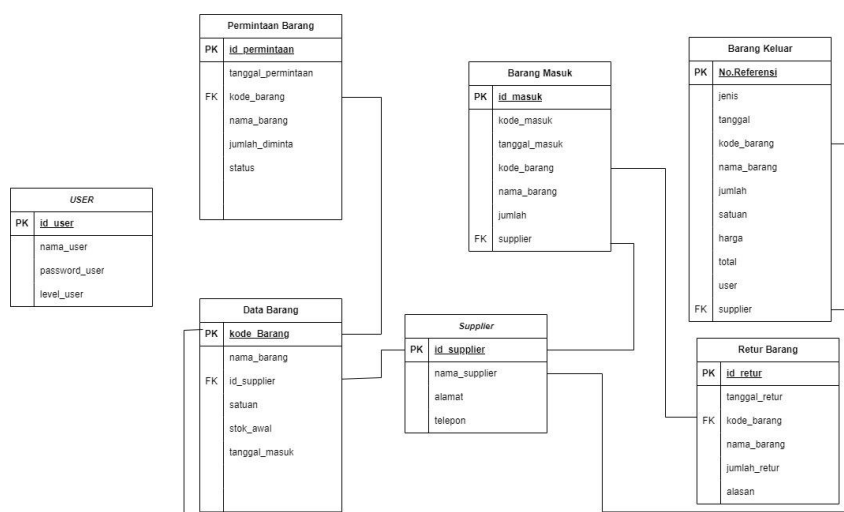 Permintaan Barang
PK id_permintaan
tanggal_permintaan
FK kode_barang
nama_barang
jumlah_diminta
status
Barang Masuk
PK id_masuk
kode_masuk
tanggal_masuk
kode_barang
nama_barang
jumlah
FK supplier
Barang Keluar
PK No.Referensi
jenis
tanggal
kode_barang
nama_barang
jumlah
satuan
harga
total
user
FK supplier
USER
PK id_user
nama_user
password_user
level_user
Data Barang
PK kode_Barang
nama_barang
FK id_supplier
satuan
stok_awal
tanggal_masuk
Supplier
PK id_supplier
nama_supplier
alamat
telepon
Retur Barang
PK id_retur
tanggal_retur
FK kode_barang
nama_barang
jumlah_retur
alasan